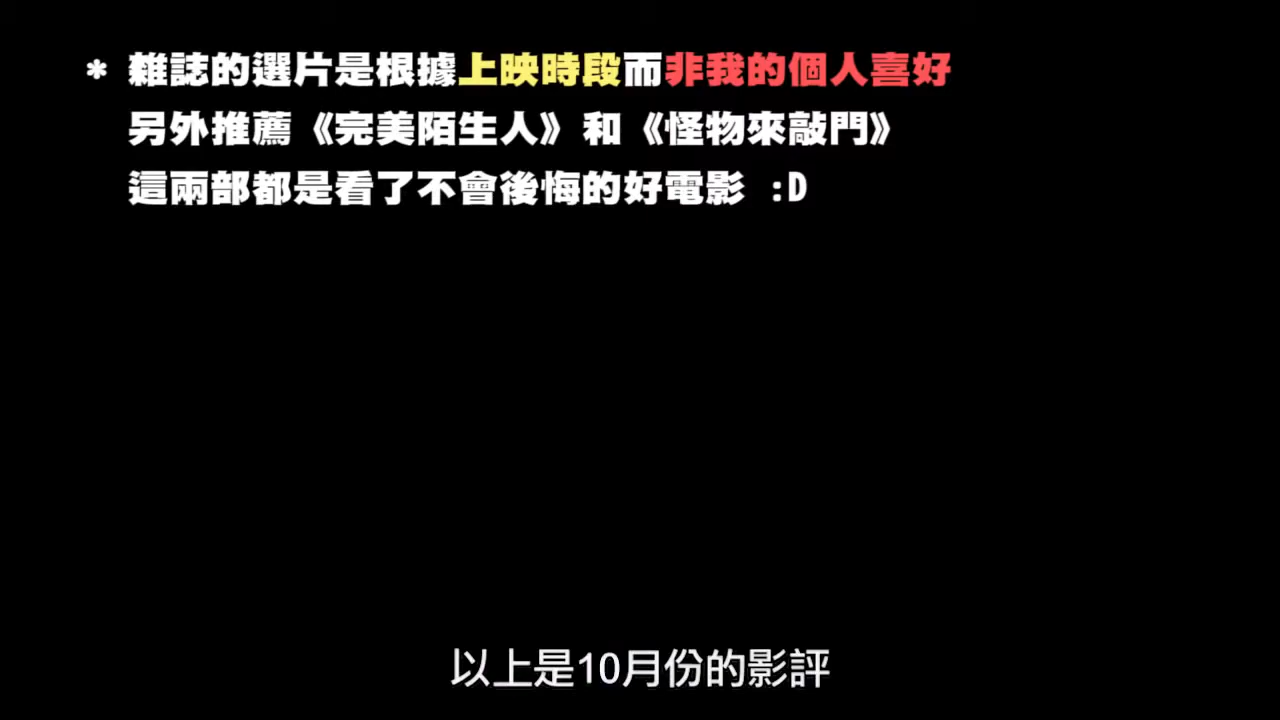 * 雜誌的選片是根據上映時段而非我的個人喜好
另外推薦《完美陌生人》和《怪物來敲門》
這兩部都是看了不會後悔的好電影 :D
以上是10月份的影評